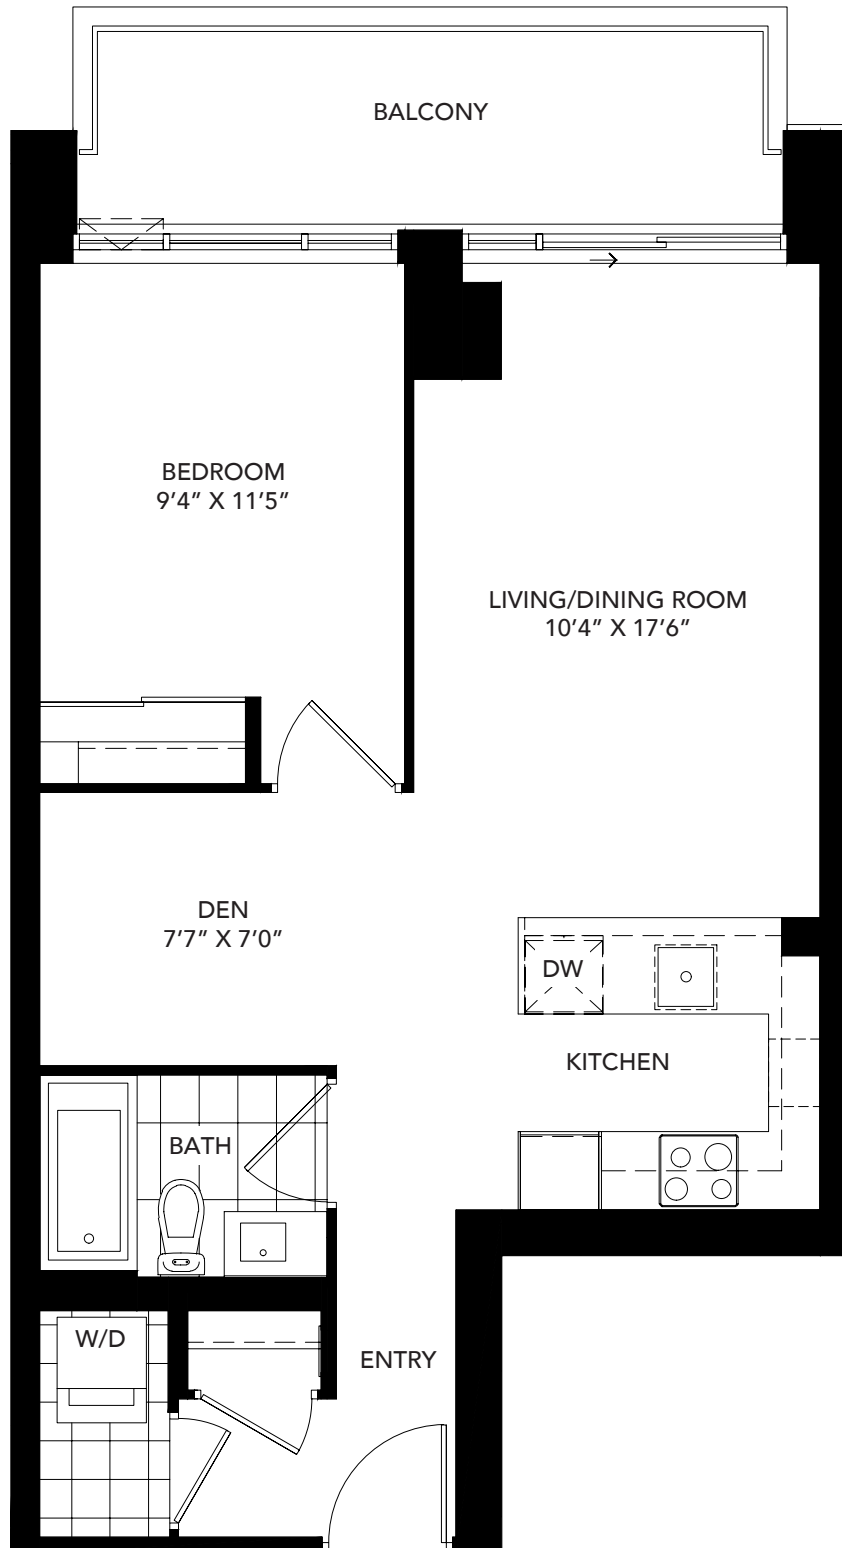 BALCONY
BEDROOM
9’4” X 11’5”
LIVING/DINING ROOM
10’4” X 17’6”
DEN
7’7” X 7’0”
DW
KITCHEN
BATH
W/D
ENTRY